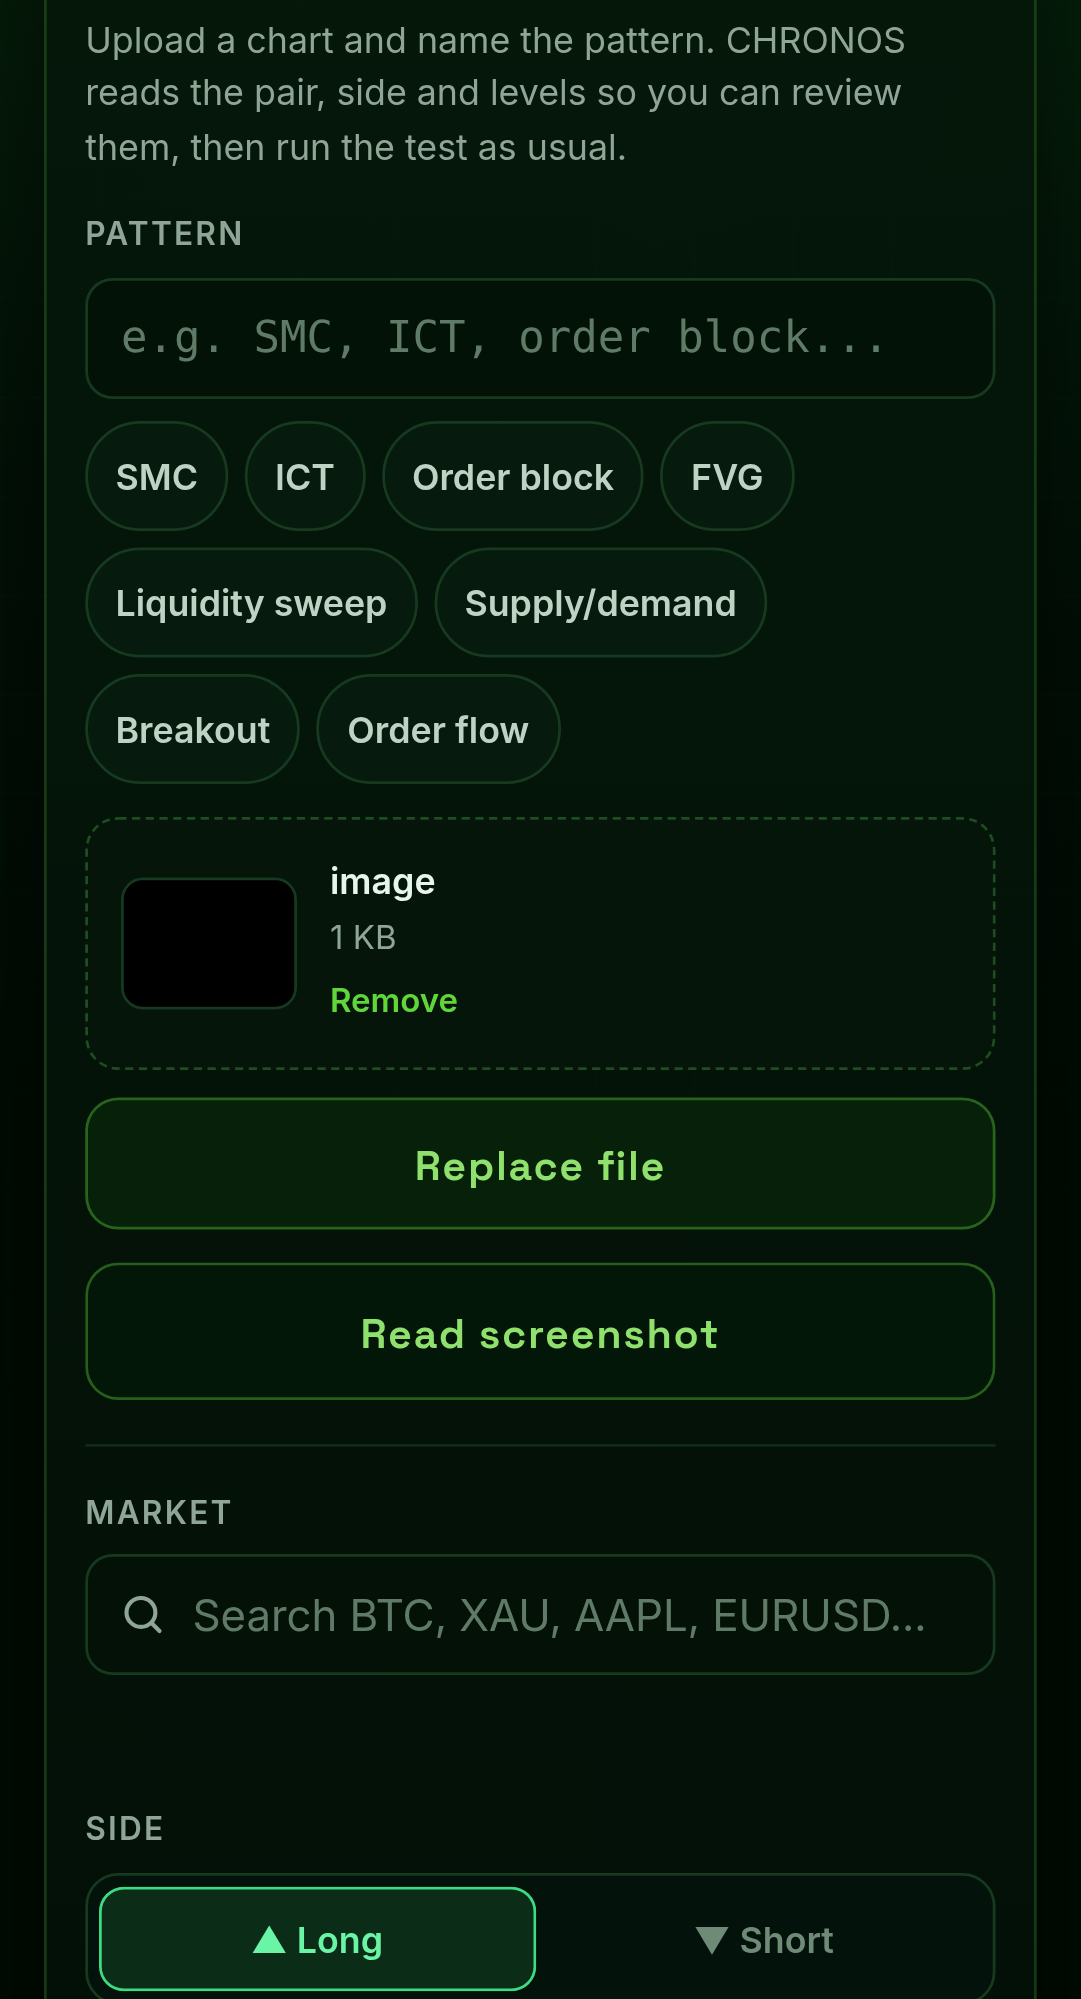 Upload a chart and name the pattern. CHRONOS
reads the pair, side and levels so you can review
them, then run the test as usual.
PATTERN
e.g. SMC, ICT, order block...
SMC
ICT
Order block
FVG
Liquidity sweep
Supply/demand
Breakout
Order flow
image
1 KB
Remove
Replace file
Read screenshot
MARKET
Search BTC, XAU, AAPL, EURUSD...
SIDE
▲ Long
▼ Short